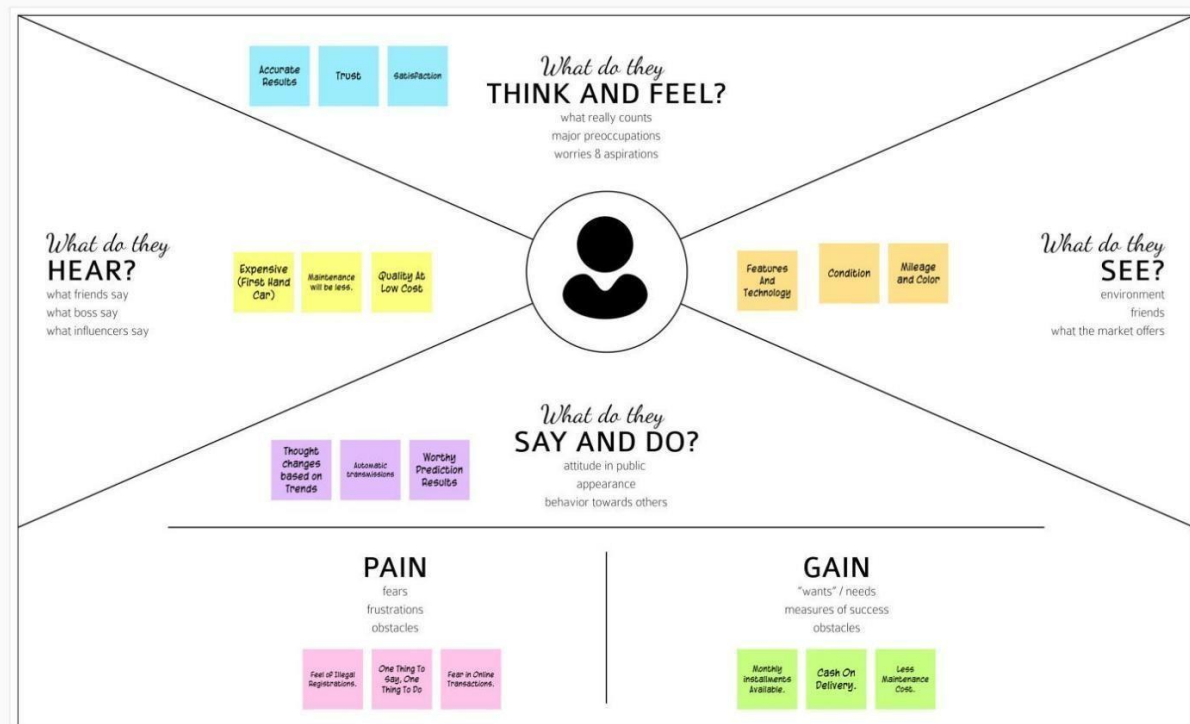 Accurate
Results
Trust
Satisfaction
What do they
THINK AND FEEL?
what really counts
major preoccupations
worries & aspirations
What do they
HEAR?
what friends say
what boss say
what influencers say
Expensive
(First Hand
Car)
Maintenance
will be less.
Quality At
Low Cost
Features
And
Technology
Condition
Mileage
and Color
What do they
SEE?
environment
friends
what the market offers
What do they
SAY AND DO?
attitude in public
appearance
behavior towards others
Thought
changes
based on
Trends
Automatic
transmissions
Worthy
Prediction
Results
PAIN
fears
frustrations
obstacles
Feel of Illegal
Registrations.
One Thing To
Say, One
Thing To Do
Fear in Online
Transactions.
GAIN
"wants" / needs
measures of success
obstacles
Monthly
installments
Available.
Cash On
Delivery.
Less
Maintenance
Cost.